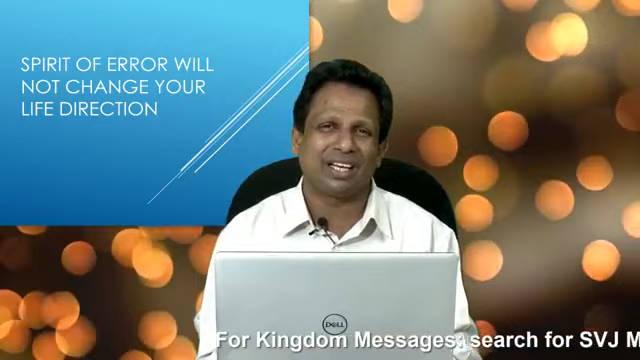 SPIRIT OF ERROR WILL
NOT CHANGE YOUR
LIFE DIRECTION
DELL
For Kingdom Messages: search for SVJ M